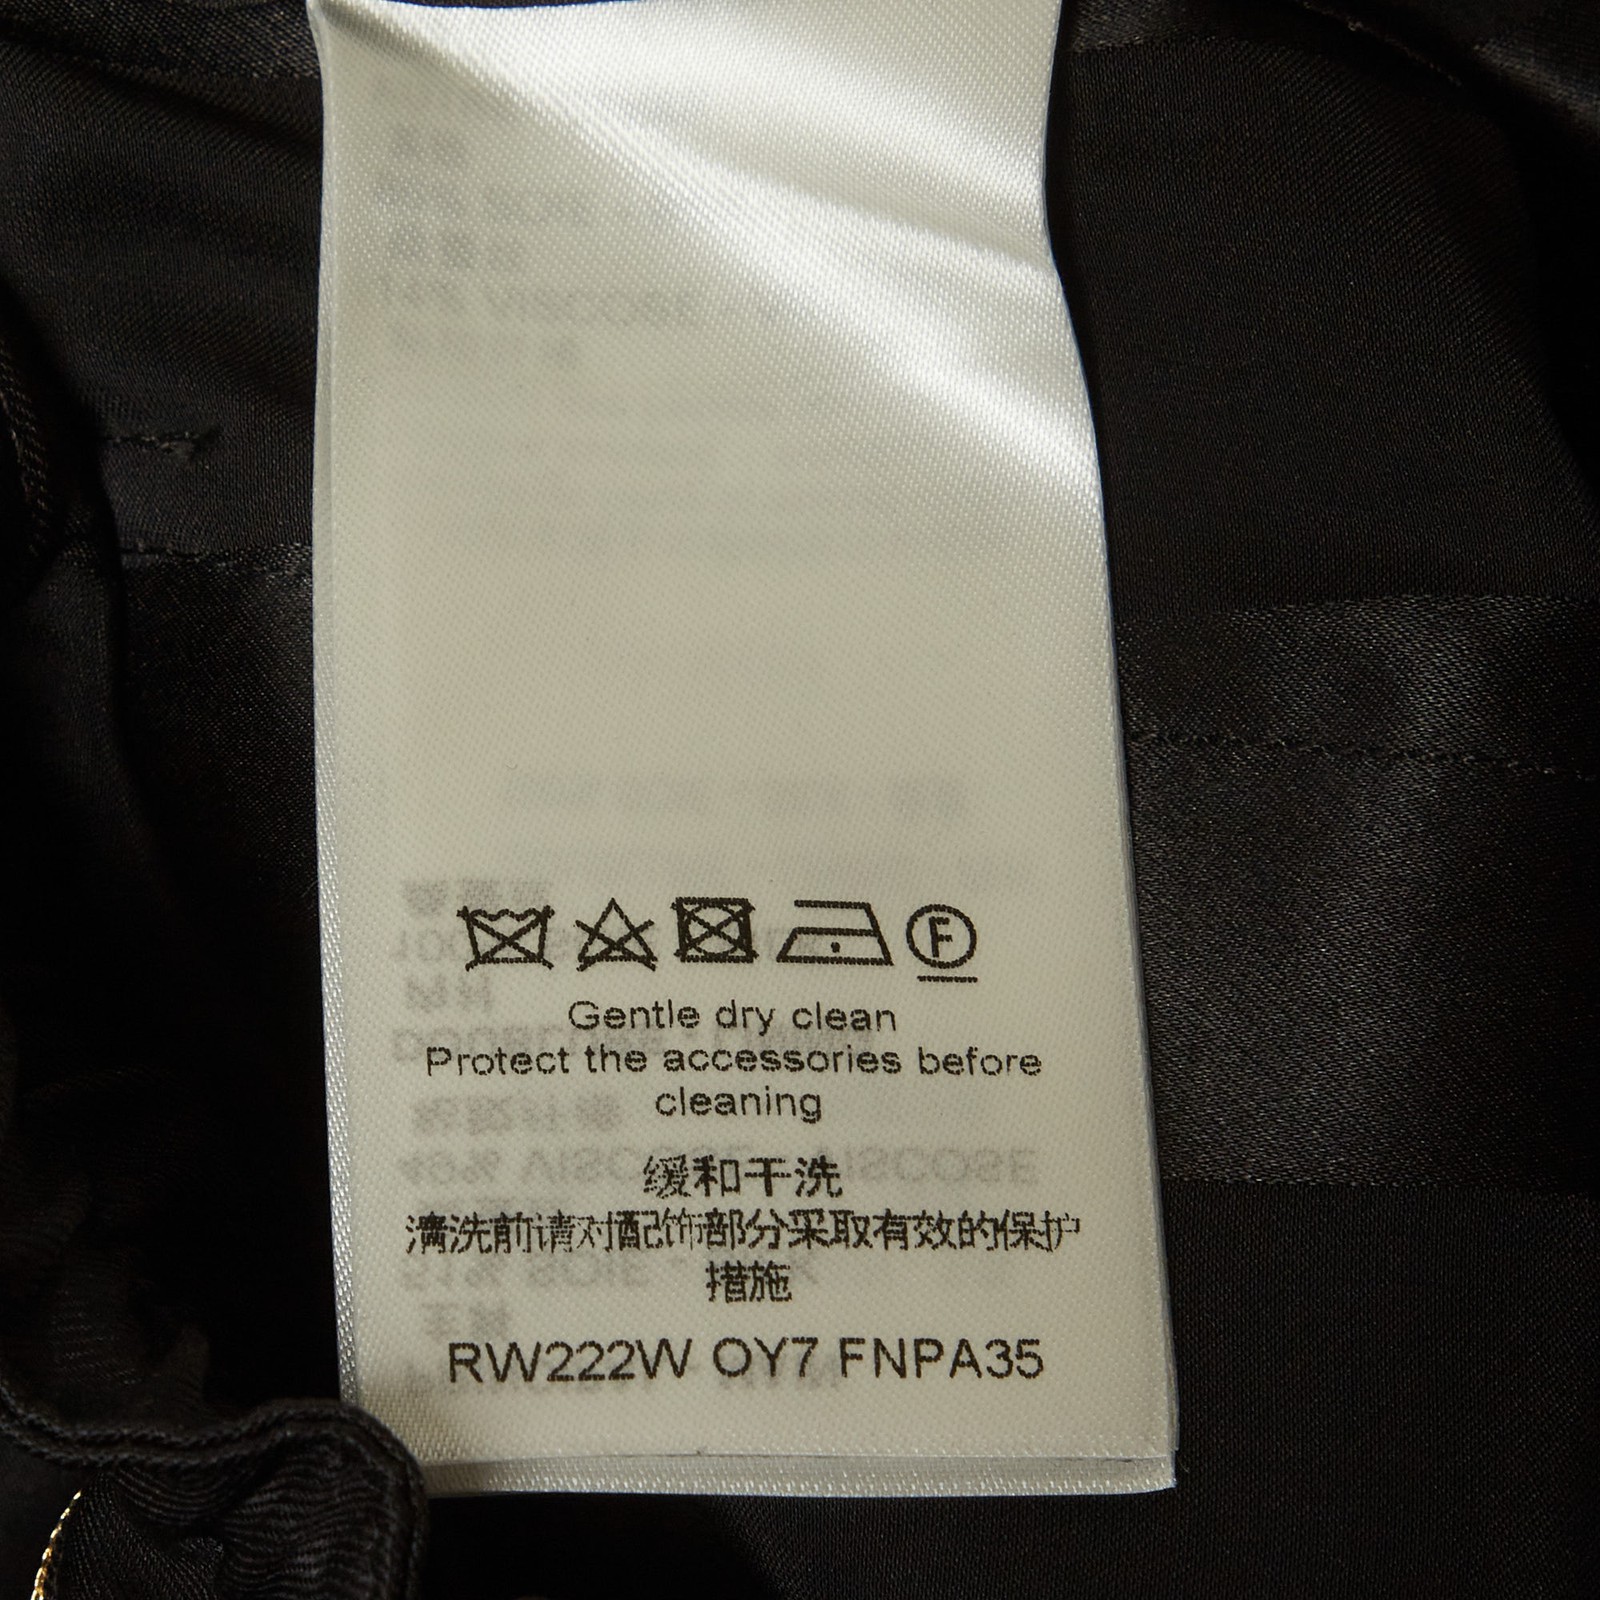 F
Gentle dry clean
Protect the accessories before
cleaning
缓和干洗
清洗前请对配饰部分采取有效的保护
措施
RW222W OY7 FNPA35